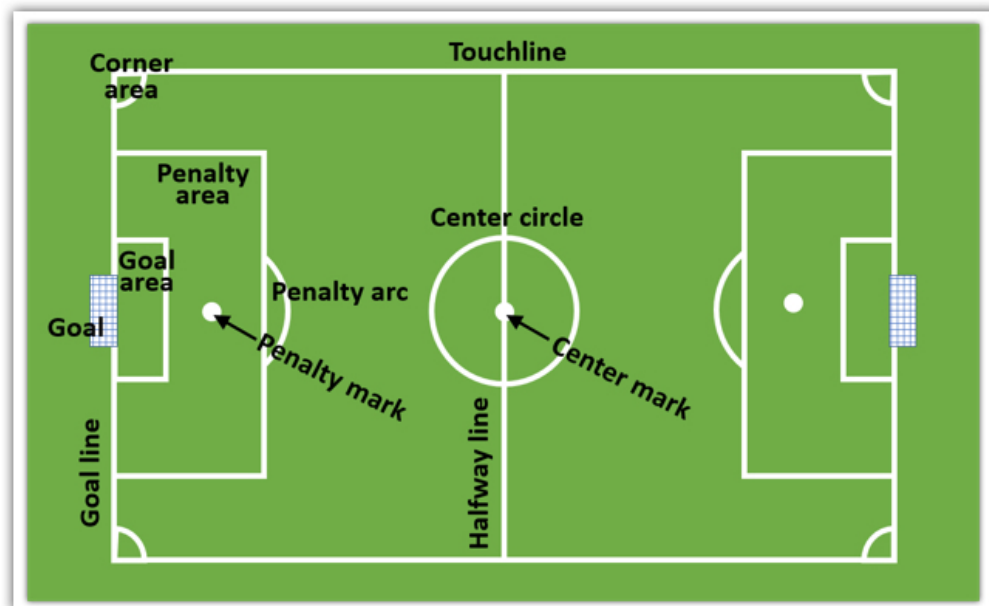 Touchline
Corner
area
Penalty
area
Center circle
Goal
area
Penalty arc
Goal
Penalty mark
Center mark
Goal line
Halfway line